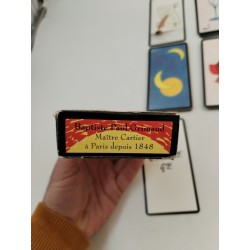 Baptiste Paul Grimaud
Maître Cartier
à Paris depuis 1848